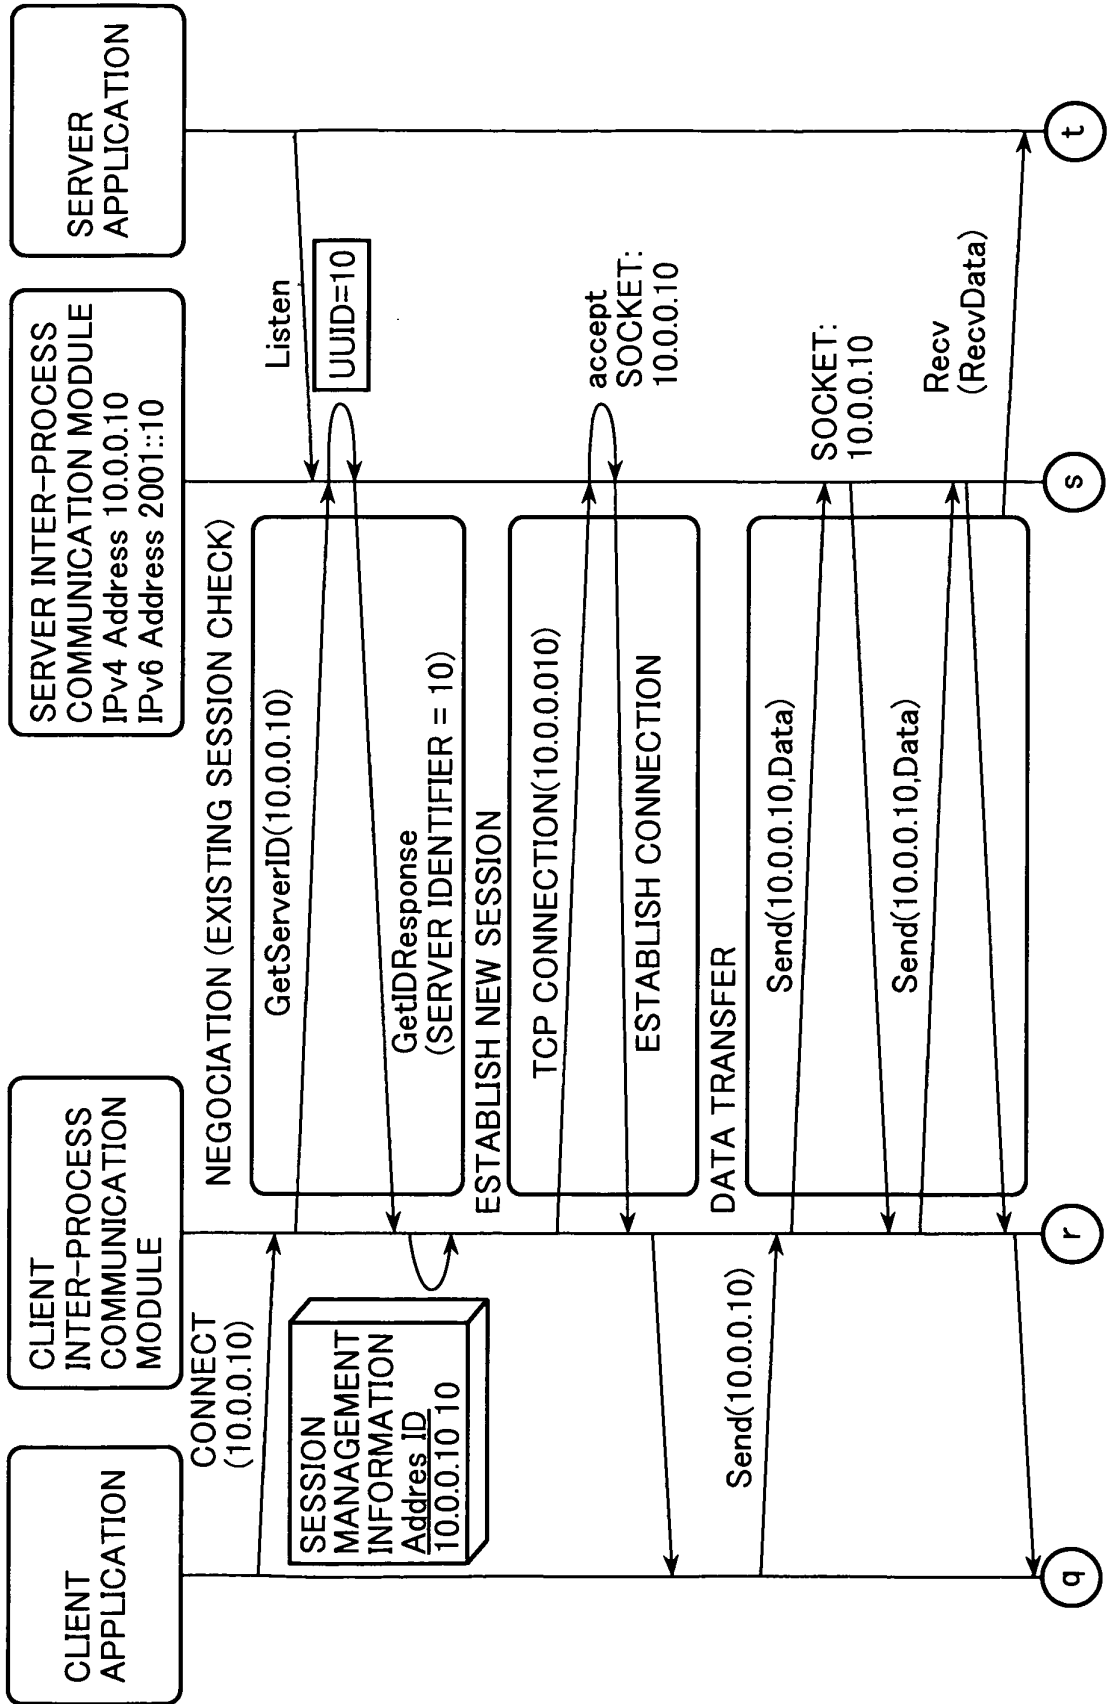 CLIENT
APPLICATION
CLIENT
INTER-PROCESS
COMMUNICATION
MODULE
SERVER INTER-PROCESS
COMMUNICATION MODULE
IPv4 Address 10.0.0.10
IPv6 Address 2001::10
SERVER
APPLICATION
CONNECT
(10.0.0.10)
NEGOCIATION (EXISTING SESSION CHECK)
Listen
GetServerID(10.0.0.10)
UUID=10
GetIDResponse
(SERVER IDENTIFIER = 10)
SESSION
MANAGEMENT
INFORMATION
Addres ID
10.0.0.10 10
ESTABLISH NEW SESSION
TCP CONNECTION(10.0.0.010)
accept
SOCKET:
10.0.0.10
ESTABLISH CONNECTION
DATA TRANSFER
Send(10.0.0.10)
Send(10.0.0.10,Data)
SOCKET:
10.0.0.10
Send(10.0.0.10,Data)
Recv
(RecvData)
q
r
s
t